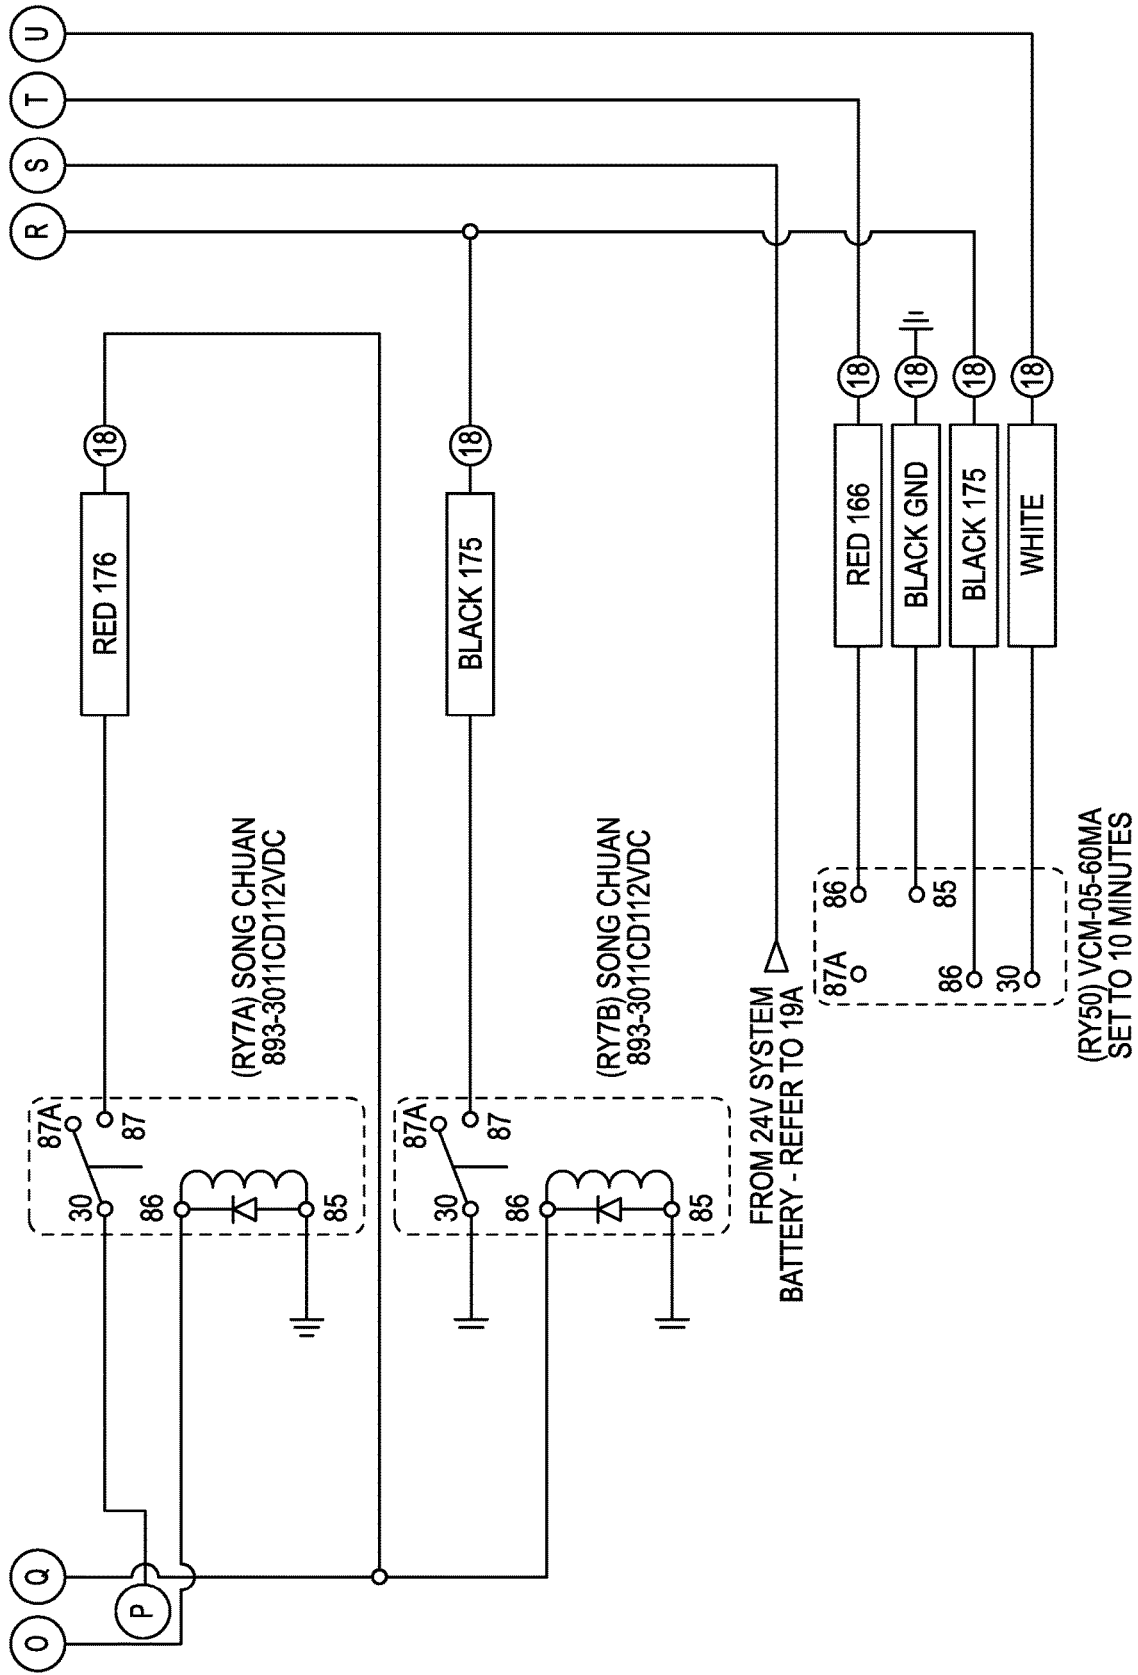 U
T
S
R
18
RED 176
18
BLACK 175
18
18
18
18
RED 166
BLACK GND
BLACK 175
WHITE
(RY7A) SONG CHUAN
893-3011CD112VDC
87A
87
30
86
85
(RY7B) SONG CHUAN
893-3011CD112VDC
87A
87
30
86
85
FROM 24V SYSTEM
BATTERY - REFER TO 19A
87A
86
85
86
30
(RY50) VCM-05-60MA
SET TO 10 MINUTES
Q
P
O